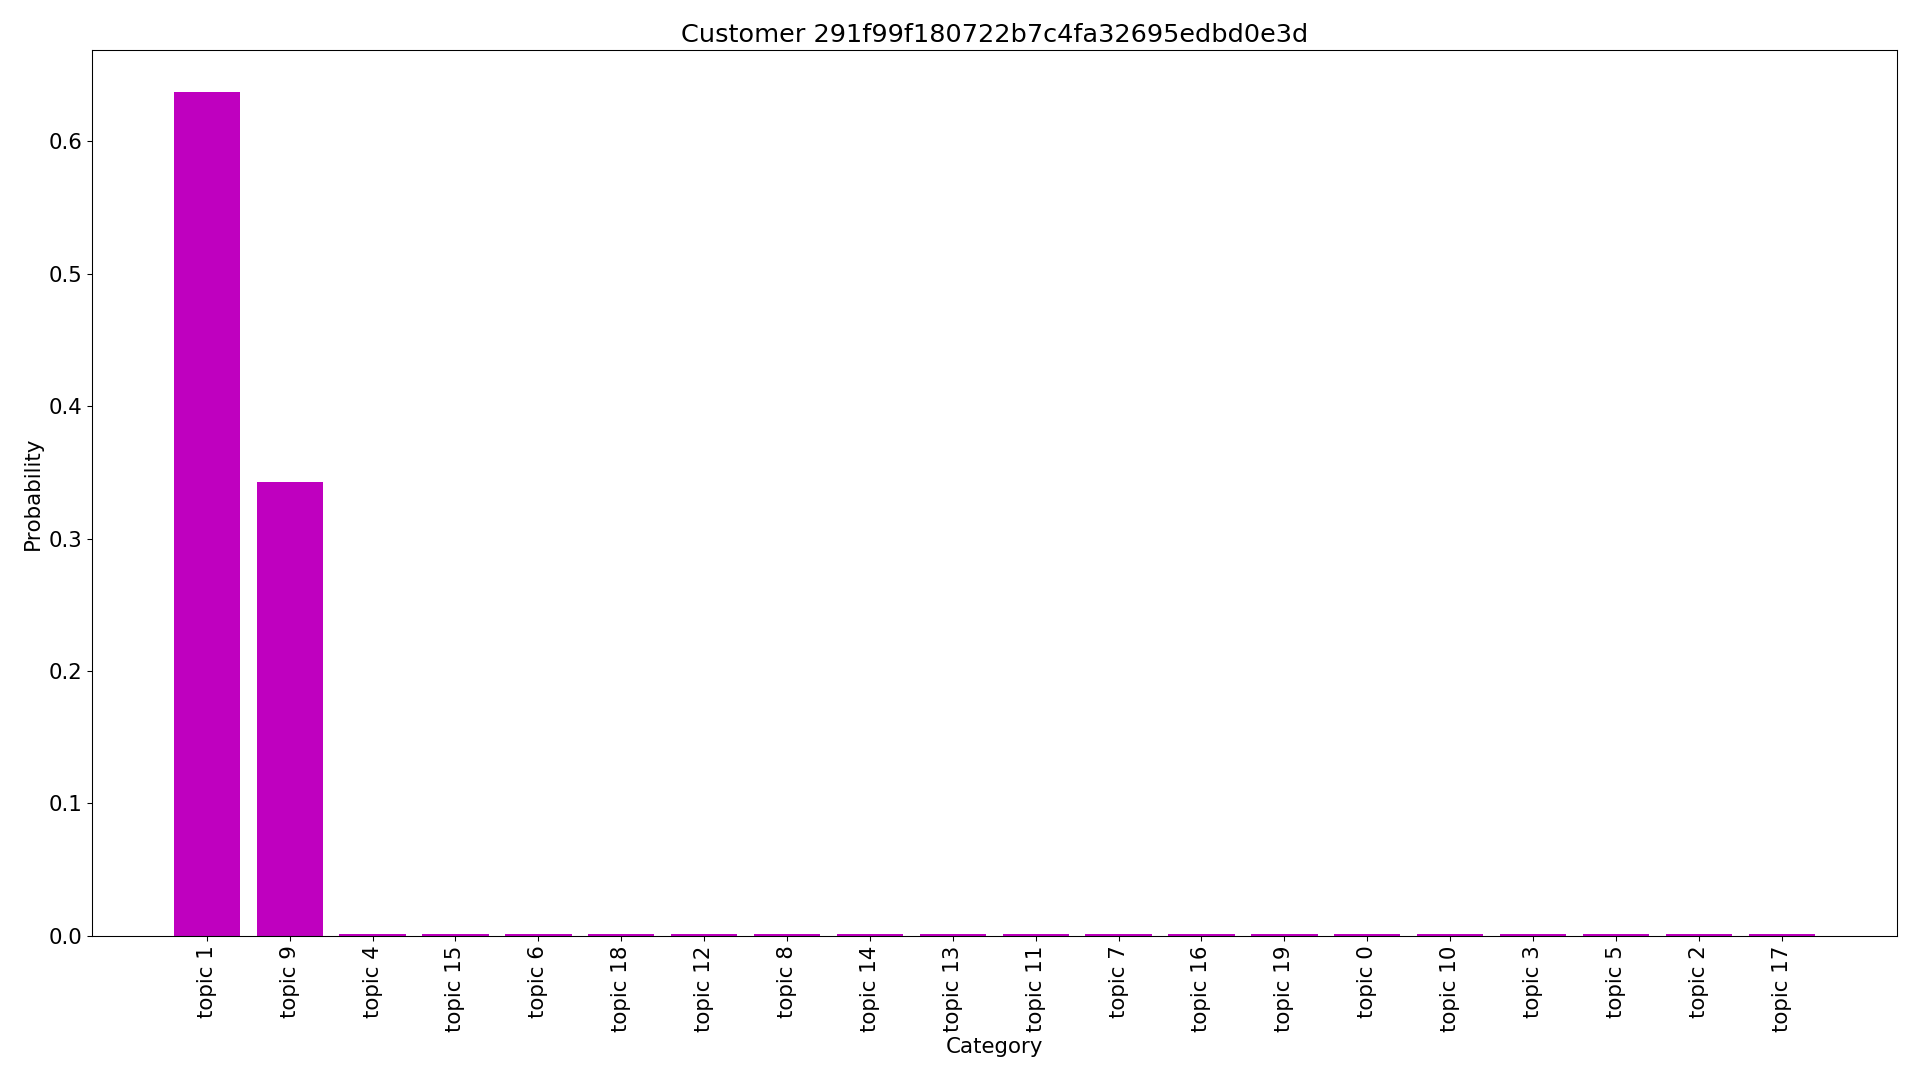 Customer 291f99f180722b7c4fa32695edbd0e3d
Probability
0.6
0.5
0.4
0.3
0.2
0.1
0.0
topic 1
topic 9
topic 4
topic 15
topic 6
topic 18
topic 12
topic 8
topic 14
topic 13
topic 11
topic 7
topic 16
topic 19
topic 0
topic 10
topic 3
topic 5
topic 2
topic 17
Category